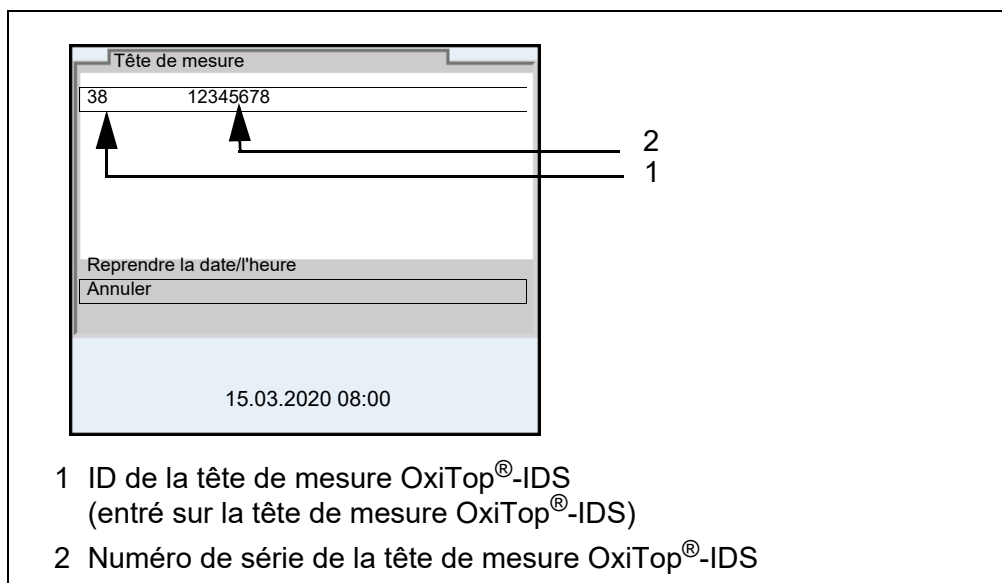 Tête de mesure
38 12345678
2
1
Reprendre la date/l'heure
Annuler
15.03.2020 08:00
1 ID de la tête de mesure OxiTop®-IDS
(entré sur la tête de mesure OxiTop®-IDS)
2 Numéro de série de la tête de mesure OxiTop®-IDS